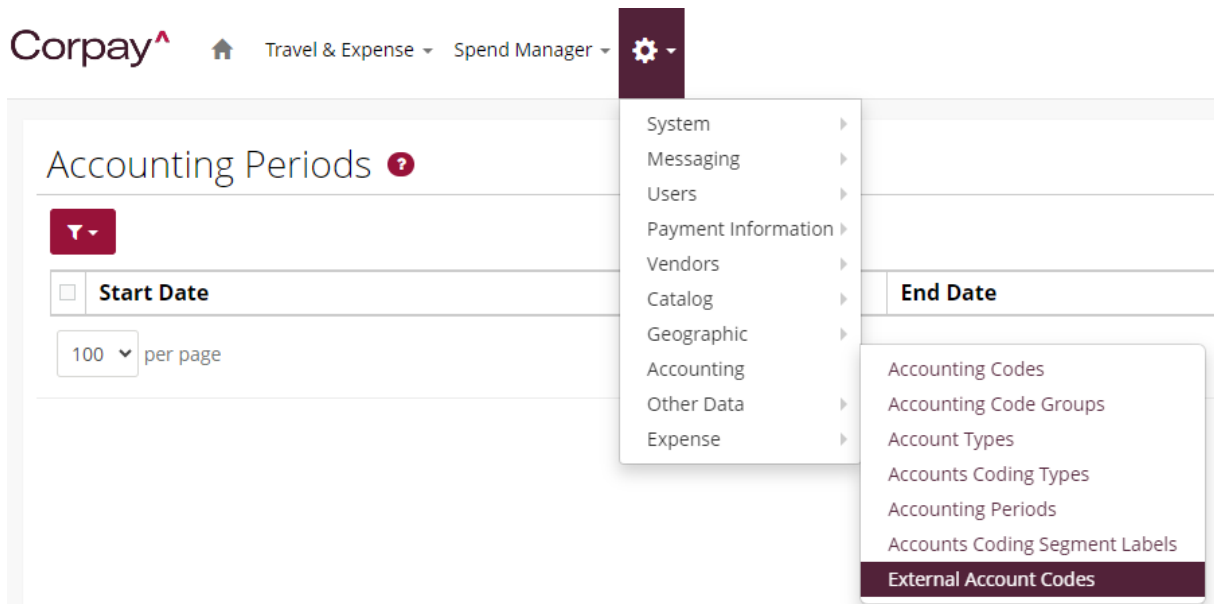 Corpay^ Travel & Expense Spend Manager
System
Messaging
Users
Payment Information
Vendors
Catalog
Geographic
Accounting
Other Data
Expense
Accounting Periods ?
Start Date End Date
100 per page
Accounting Codes
Accounting Code Groups
Account Types
Accounts Coding Types
Accounting Periods
Accounts Coding Segment Labels
External Account Codes